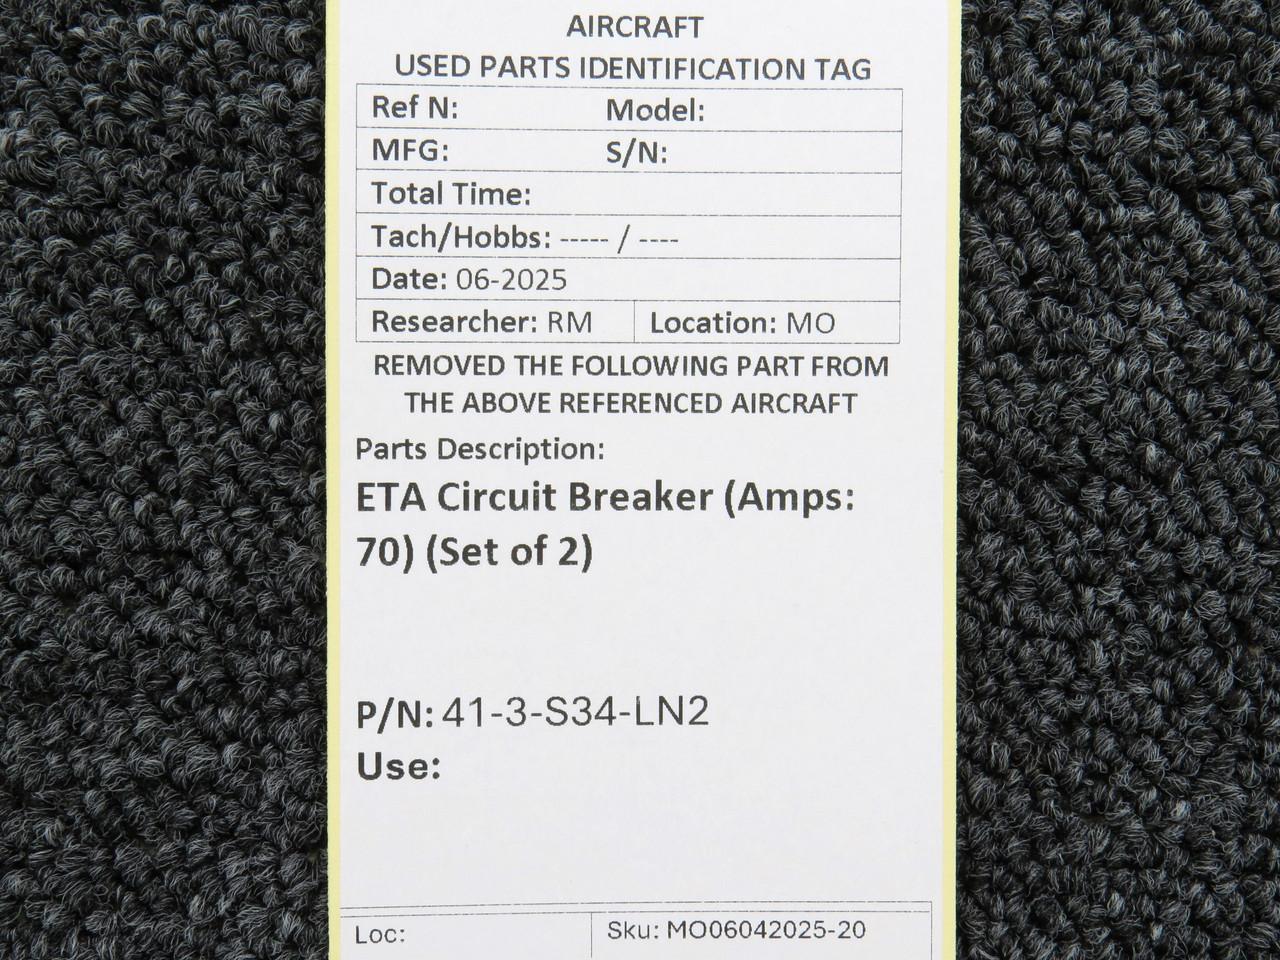 AIRCRAFT
USED PARTS IDENTIFICATION TAG
Ref N: Model:
MFG: S/N:
Total Time:
Tach/Hobbs: ----- / ----
Date: 06-2025
Researcher: RM Location: MO
REMOVED THE FOLLOWING PART FROM
THE ABOVE REFERENCED AIRCRAFT
Parts Description:
ETA Circuit Breaker (Amps:
70) (Set of 2)
P/N: 41-3-S34-LN2
Use:
Loc: Sku: MO06042025-20